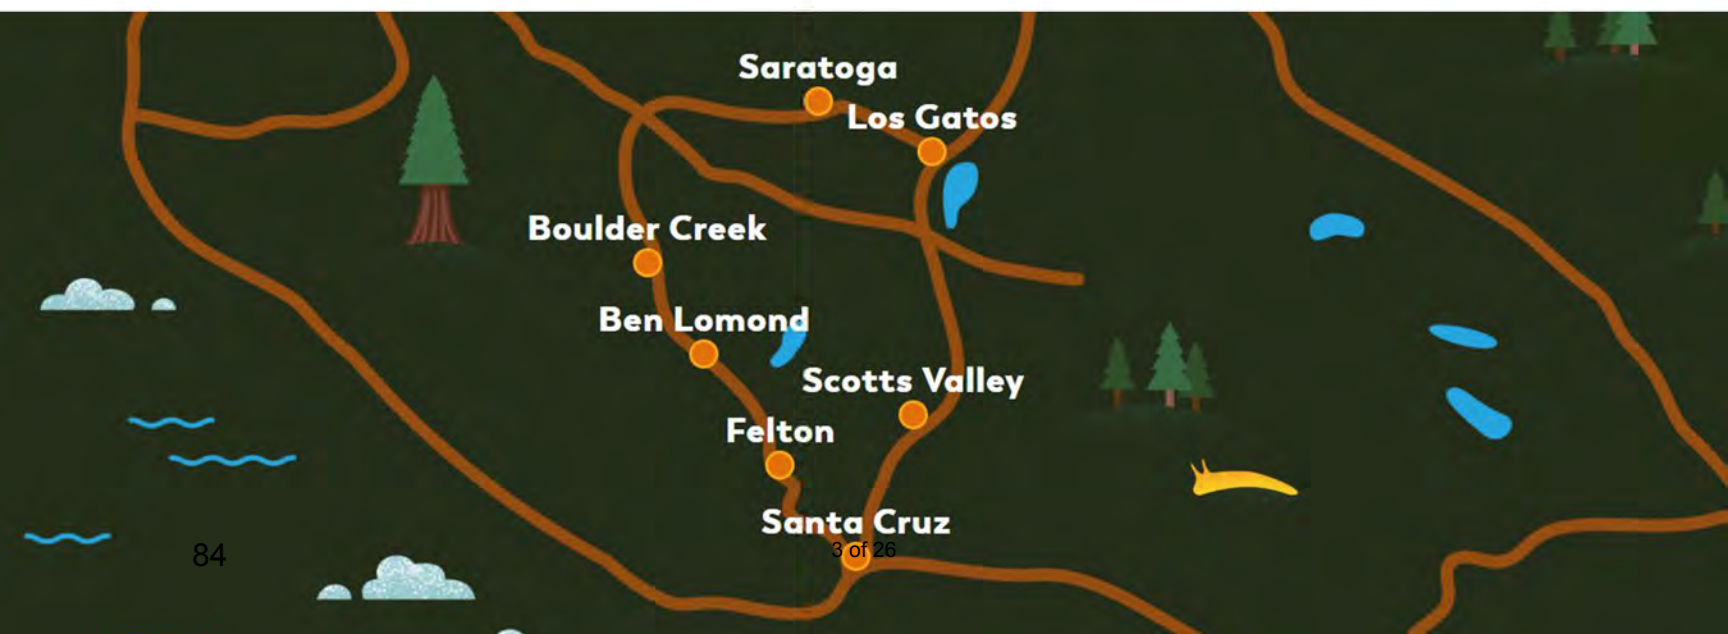 Saratoga
Los Gatos
Boulder Creek
Ben Lomond
Scotts Valley
Felton
Santa Cruz
3 of 26
84